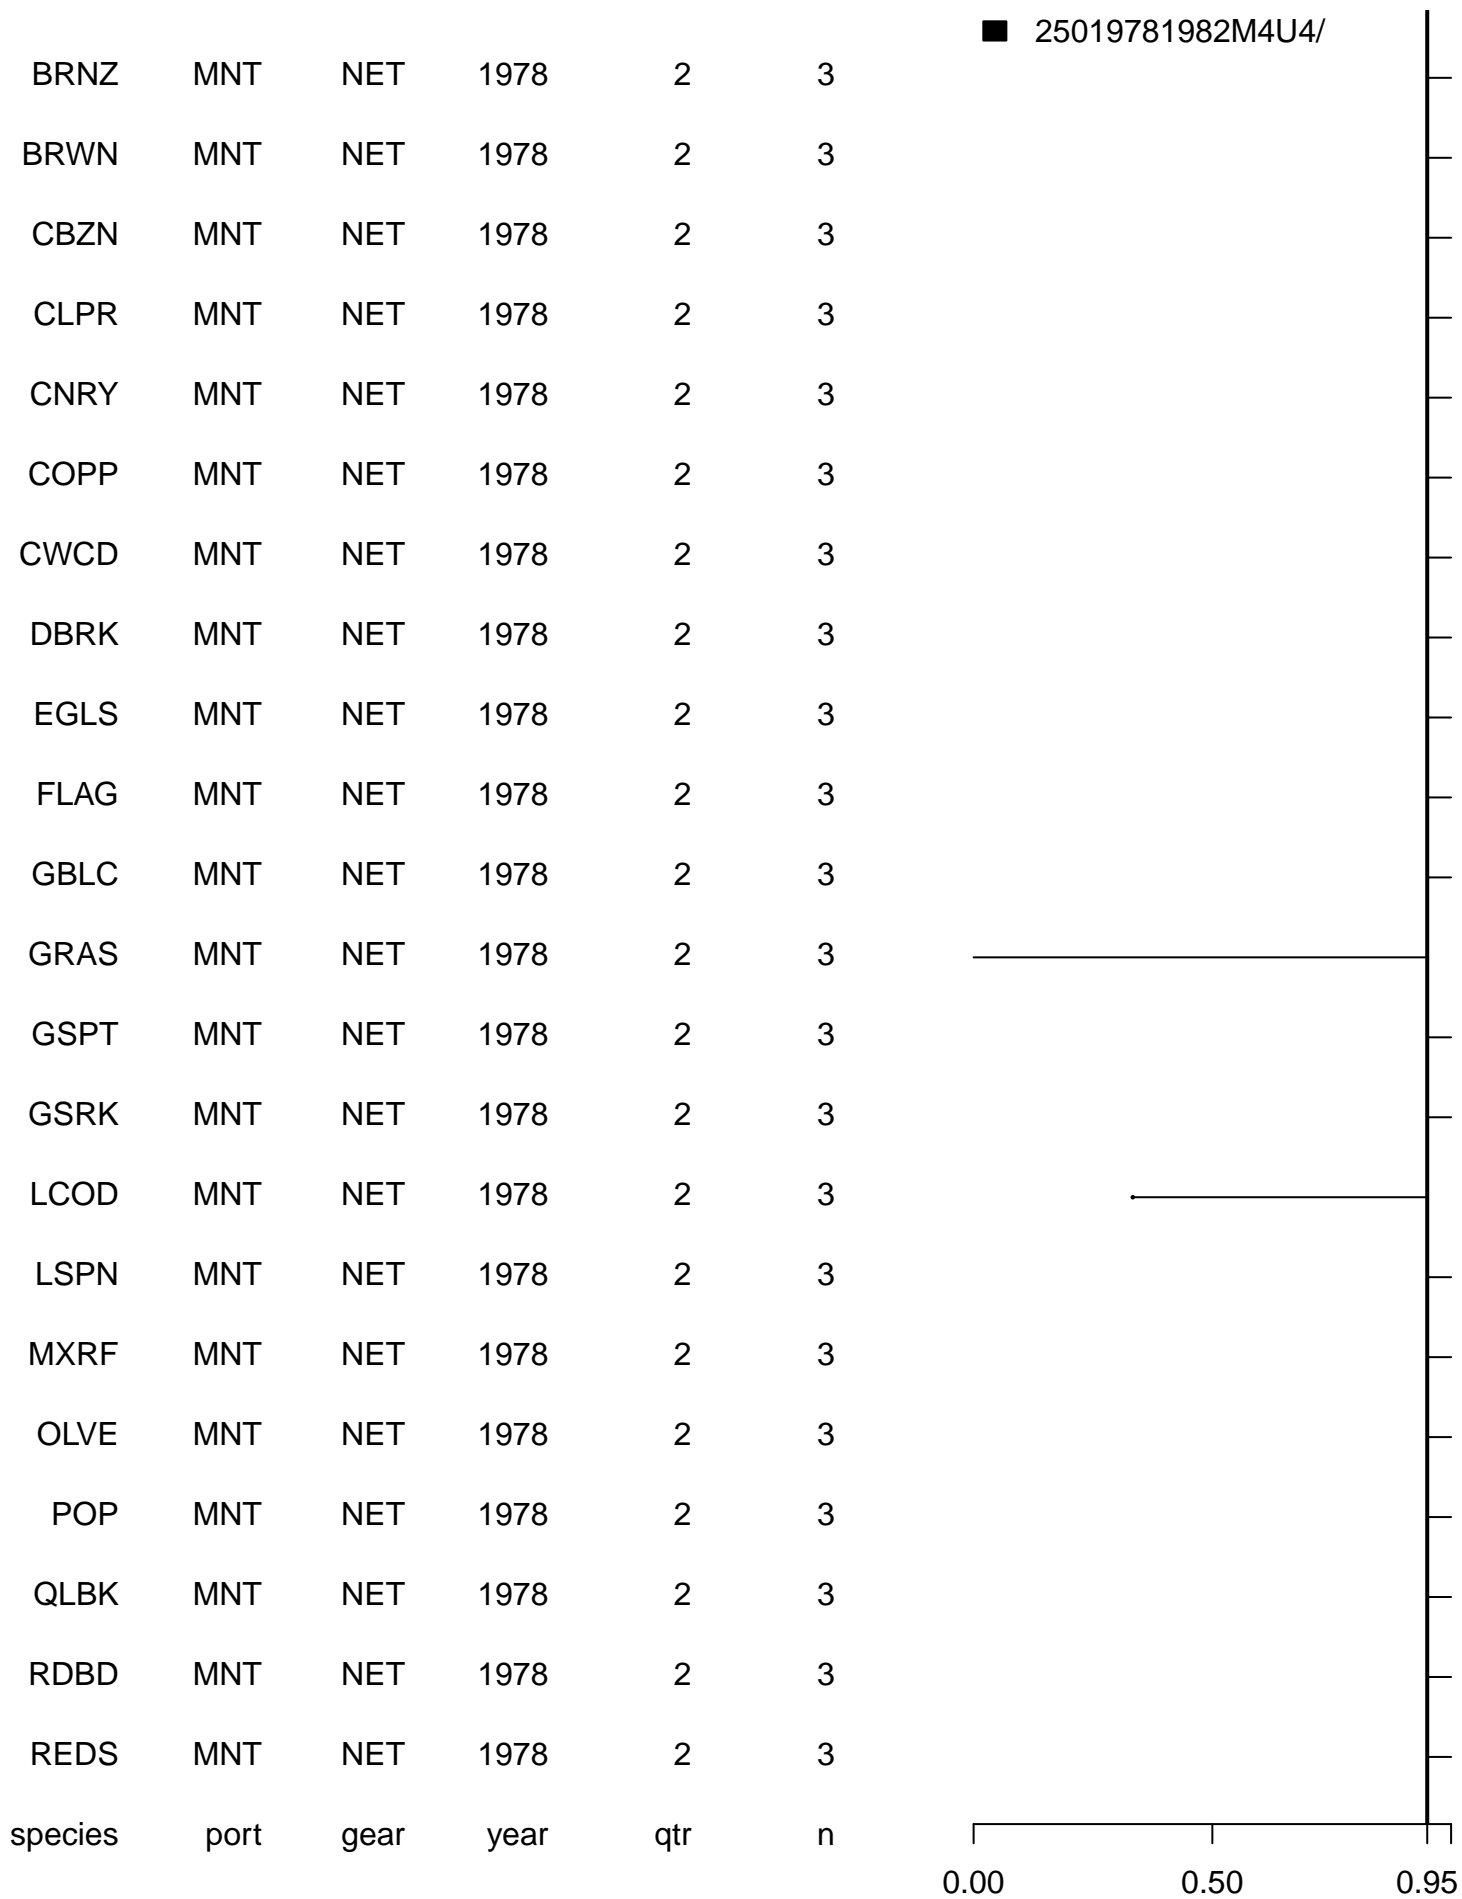 25019781982M4U4/
BRNZ MNT NET 1978 2 3
BRWN MNT NET 1978 2 3
CBZN MNT NET 1978 2 3
CLPR MNT NET 1978 2 3
CNRY MNT NET 1978 2 3
COPP MNT NET 1978 2 3
CWCD MNT NET 1978 2 3
DBRK MNT NET 1978 2 3
EGLS MNT NET 1978 2 3
FLAG MNT NET 1978 2 3
GBLC MNT NET 1978 2 3
GRAS MNT NET 1978 2 3
GSPT MNT NET 1978 2 3
GSRK MNT NET 1978 2 3
LCOD MNT NET 1978 2 3
LSPN MNT NET 1978 2 3
MXRF MNT NET 1978 2 3
OLVE MNT NET 1978 2 3
POP MNT NET 1978 2 3
QLBK MNT NET 1978 2 3
RDBD MNT NET 1978 2 3
REDS MNT NET 1978 2 3
species port gear year qtr n
0.00 0.50 0.95